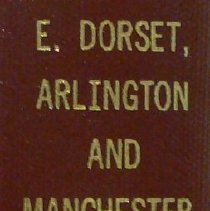 E. DORSET,
ARLINGTON
AND
MANCHESTER